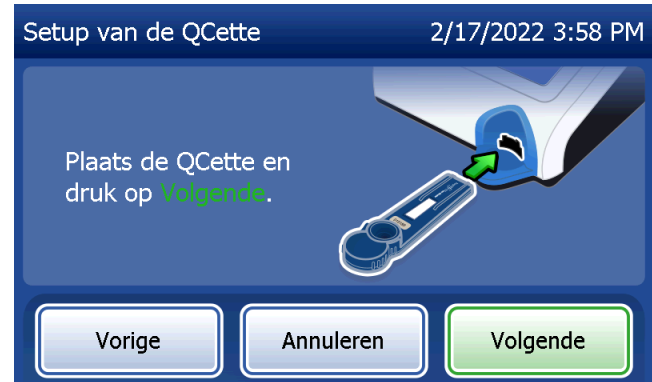 Setup van de QCette
2/17/2022 3:58 PM
Plaats de QCette en
druk op Volgende.
Vorige
Annuleren
Volgende